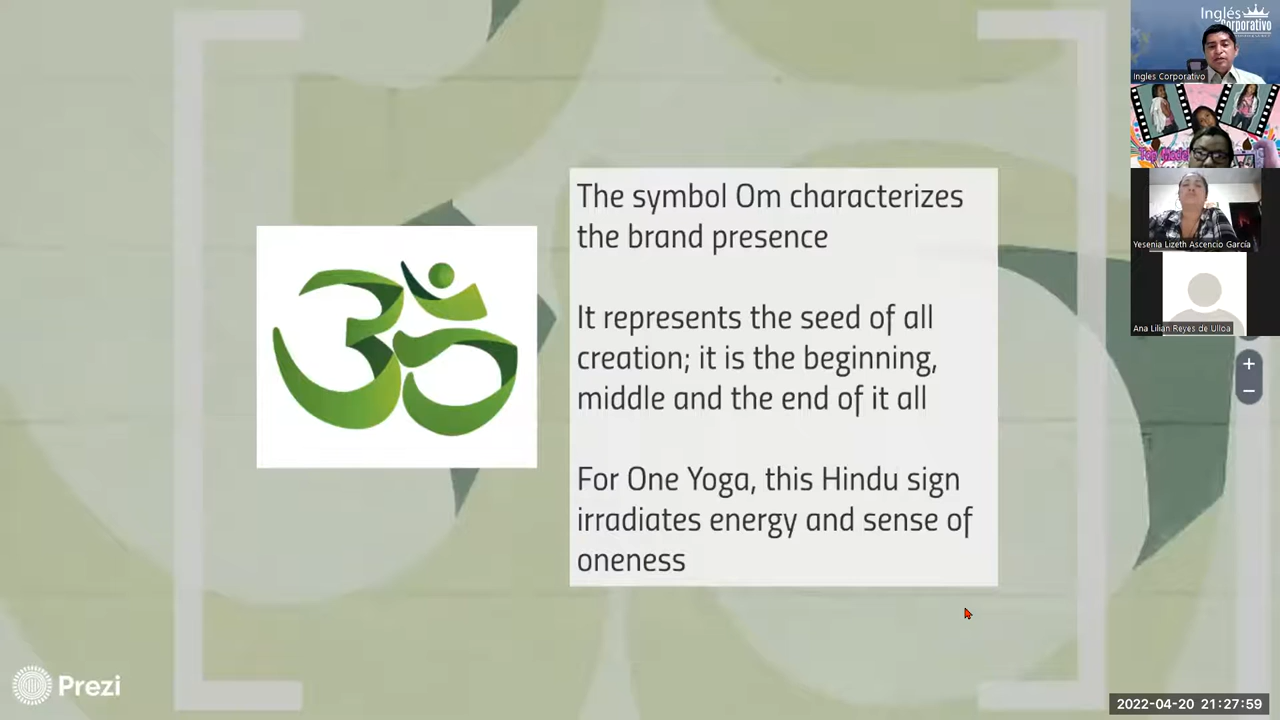 The symbol Om characterizes
the brand presence
It represents the seed of all
creation; it is the beginning,
middle and the end of it all
For One Yoga, this Hindu sign
irradiates energy and sense of
oneness
Prezi
Inglés
Corporativo
Ingles Corporativo
Yesenia Lizeth Ascencio García
Ana Lilian Reyes de Ulloa
2022-04-20 21:27:59